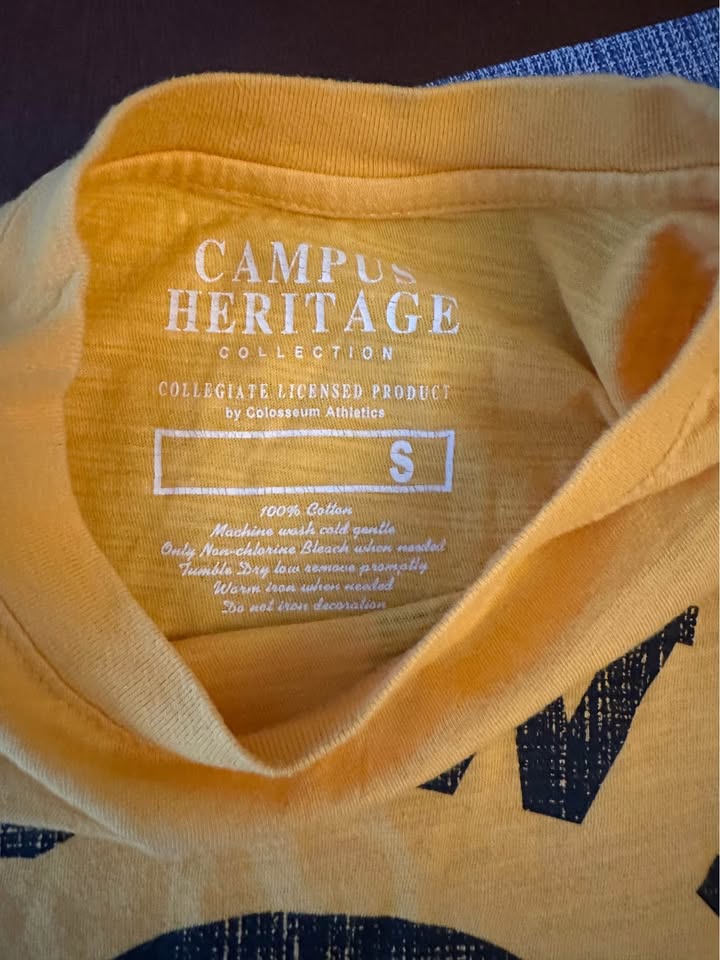 CAMPUS
HERITAGE
COLLECTION
COLLEGIATE LICENSED PRODUCT
by Colosseum Athletics
S
100% Cotton
Machine wash cold gentle
Only Non-chlorine Bleach when needed
Tumble Dry low remove promptly
Warm iron when needed
Do not iron decoration